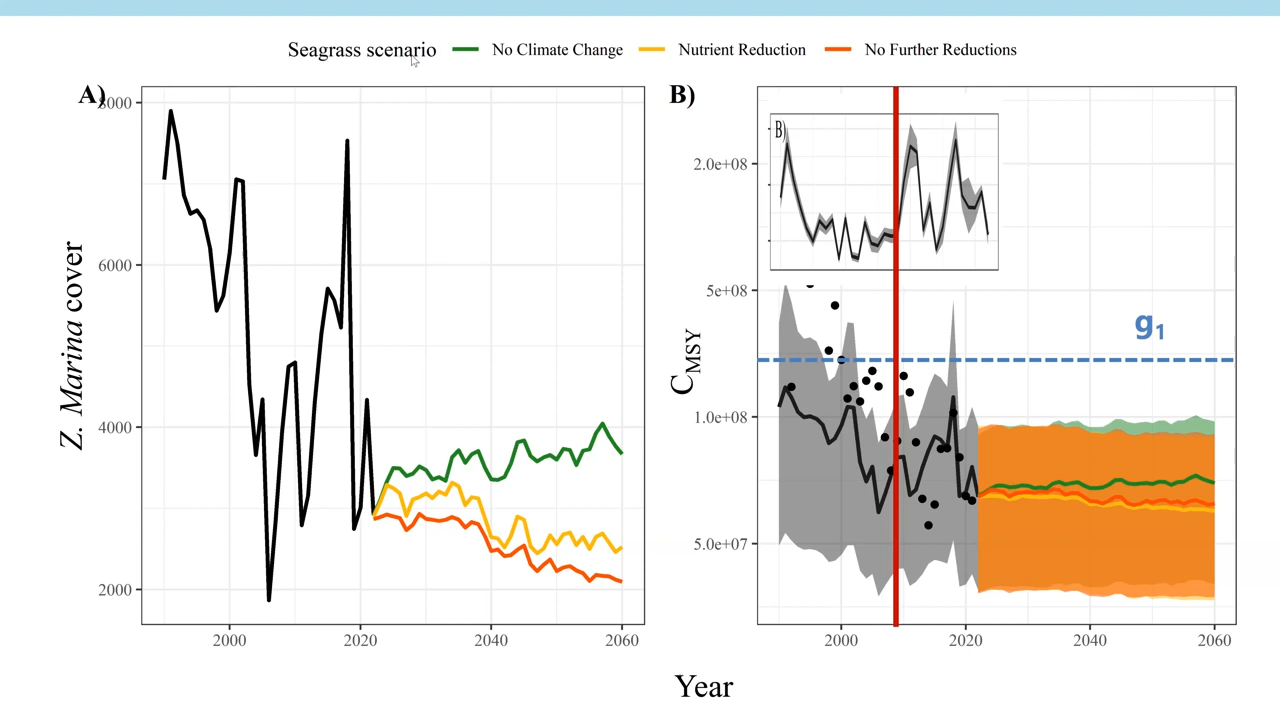 Seagrass scenario No Climate Change Nutrient Reduction No Further Reductions
A)
8000
6000
4000
2000
Z. Marina cover
2000 2020 2040 2060
B)
B)
2.0e+08
5e+08
1.0e+08
5.0e+07
CMSY
g1
2000 2020 2040 2060
Year